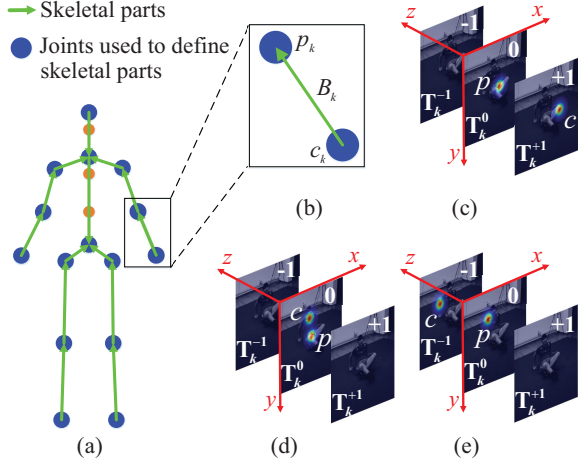 Skeletal parts
Joints used to define
skeletal parts
(a)
p_k
B_k
c_k
(b)
z
x
-1
0
+1
T_k^{-1}
p
T_k^0
c
T_k^{+1}
y
(c)
z
x
-1
0
+1
c
T_k^{-1}
p
T_k^0
T_k^{+1}
y
(d)
z
x
-1
0
+1
c
T_k^{-1}
p
T_k^0
T_k^{+1}
y
(e)